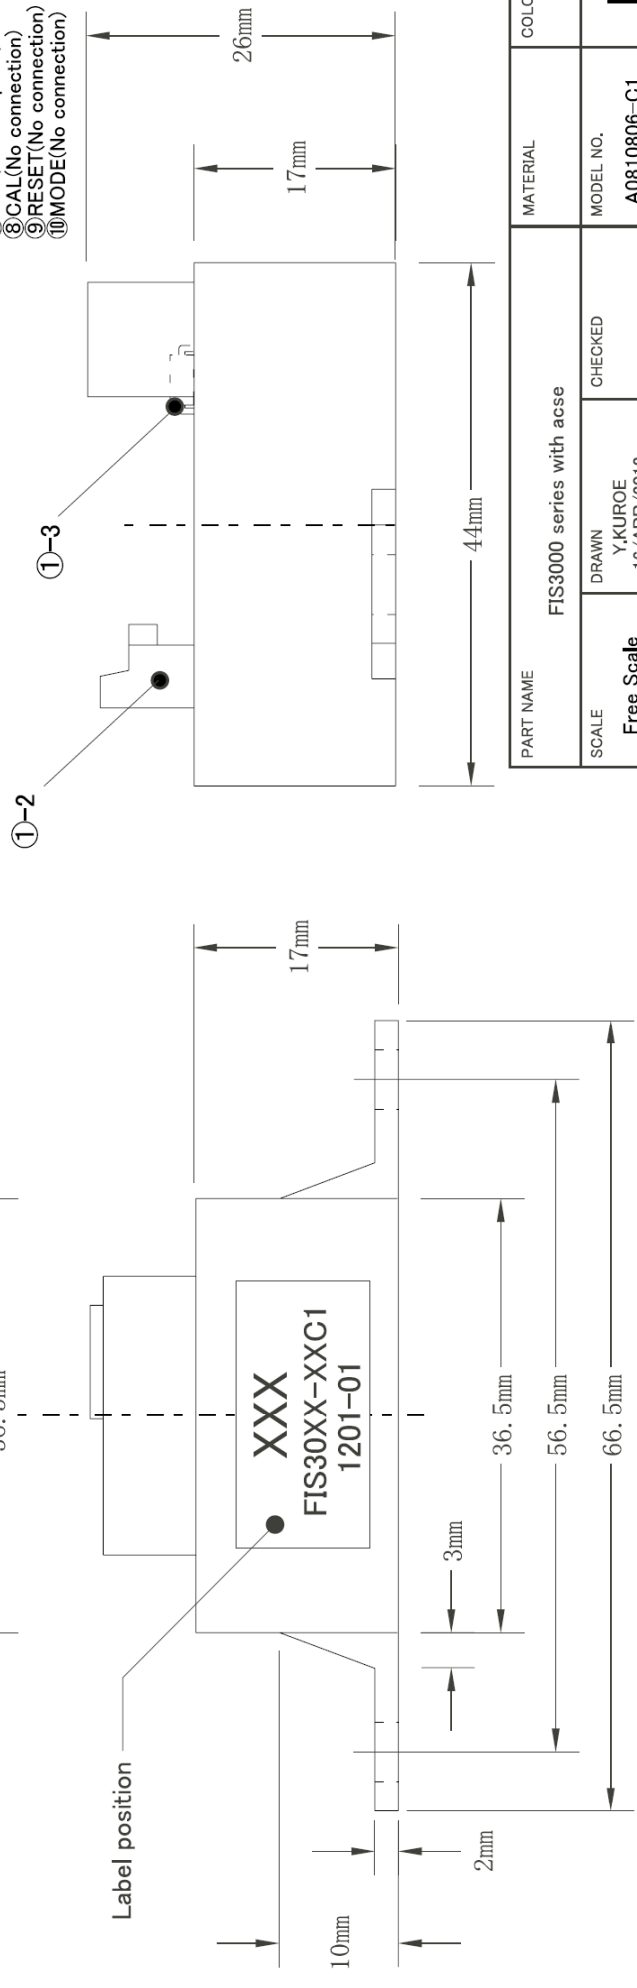 ⑧CAL(No connection)
⑨RESET(No connection)
⑩MODE(No connection)
26mm
17mm
①-3
①-2
44mm
17mm
XXX
FIS30XX-XXC1
1201-01
Label position
3mm
36.5mm
56.5mm
66.5mm
2mm
10mm
PART NAME
FIS3000 series with acse
MATERIAL
SCALE
Free Scale
DRAWN
Y.KUROE
CHECKED
MODEL NO.
A0810806-C1